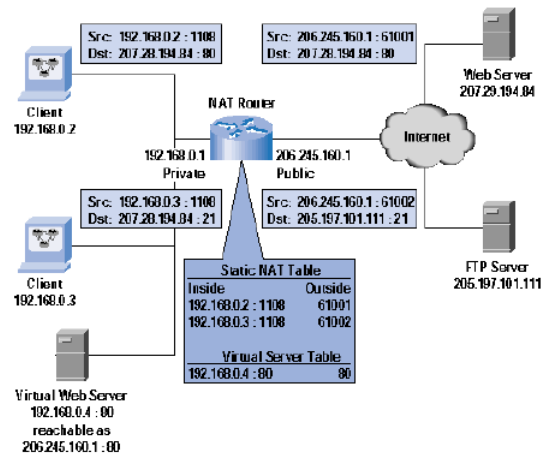 Src: 192.168.0.2 : 1108
Dst: 207.28.194.84 : 80
Src: 206.245.160.1 : 61001
Dst: 207.28.194.84 : 80
Client
192.168.0.2
NAT Router
Web Server
207.29.194.84
Internet
192.168.0.1
Private
206.245.160.1
Public
Src: 192.168.0.3 : 1108
Dst: 207.28.194.84 : 21
Src: 206.245.160.1 : 61002
Dst: 205.197.101.111 : 21
Client
192.168.0.3
FTP Server
205.197.101.111
Static NAT Table
Inside Outside
192.168.0.2 : 1108 61001
192.168.0.3 : 1108 61002
Virtual Server Table
192.168.0.4 : 80 80
Virtual Web Server
192.168.0.4 : 80
reachable as
206.245.160.1 : 80